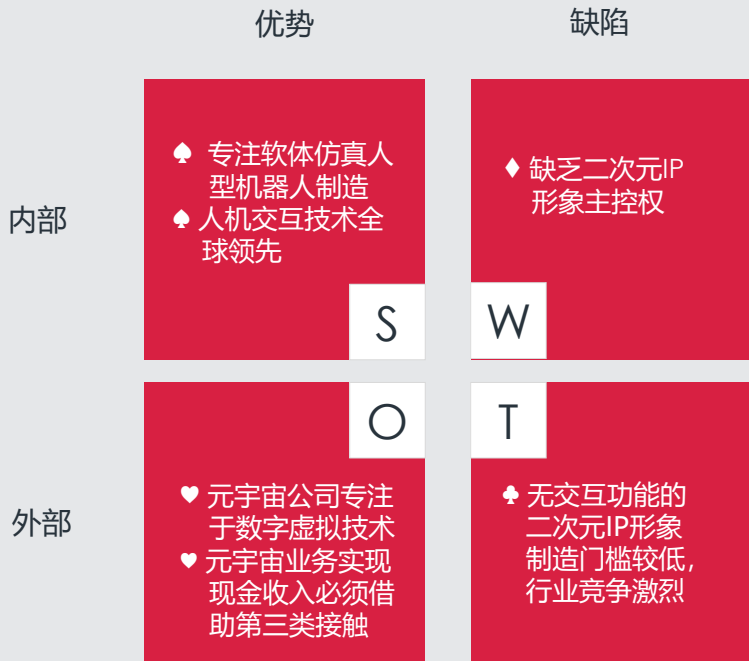 优势
缺陷
内部
♠ 专注软体仿真人
型机器人制造
♠ 人机交互技术全
球领先
S
♦ 缺乏二次元IP
形象主控权
W
外部
O
♥ 元宇宙公司专注
于数字虚拟技术
♥ 元宇宙业务实现
现金收入必须借
助第三类接触
T
♣ 无交互功能的
二次元IP形象
制造门槛较低，
行业竞争激烈